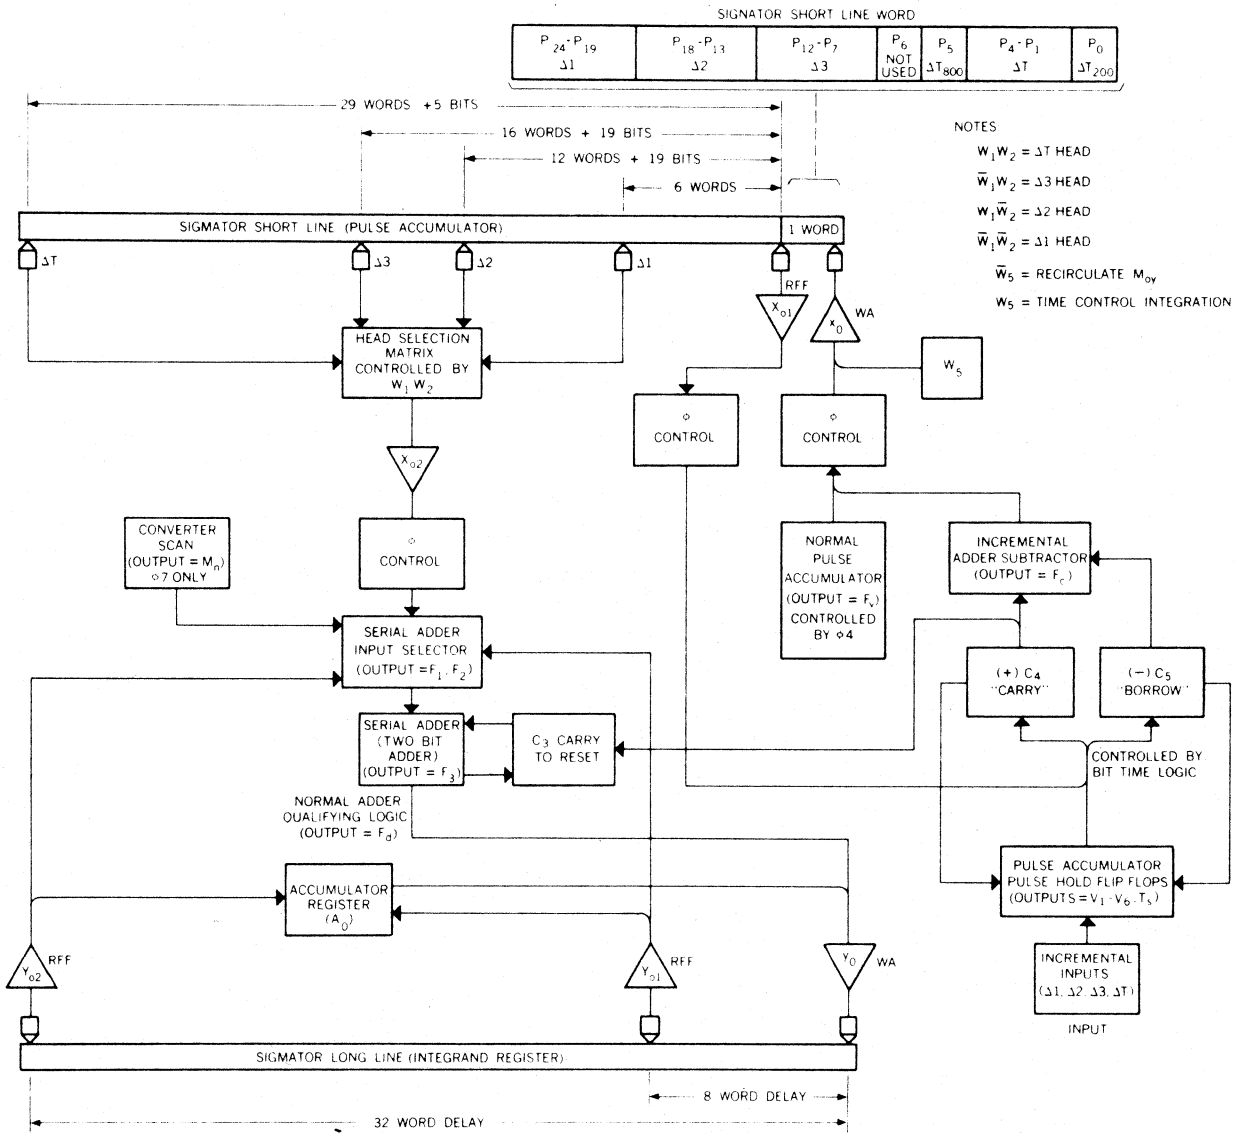 SIGNATOR SHORT LINE WORD
P24-P19
Δ1
P18-P13
Δ2
P12-P7
Δ3
P6
NOT
USED
P5
ΔT800
P4-P1
ΔT
P0
ΔT200
29 WORDS +5 BITS
16 WORDS + 19 BITS
12 WORDS + 19 BITS
6 WORDS
NOTES
W1W2 = ΔT HEAD
W̅1W2 = Δ3 HEAD
W1W̅2 = Δ2 HEAD
W̅1W̅2 = Δ1 HEAD
W̅5 = RECIRCULATE Moy
W5 = TIME CONTROL INTEGRATION
SIGMATOR SHORT LINE (PULSE ACCUMULATOR)
1 WORD
ΔT
Δ3
Δ2
Δ1
RFF
Xo1
X0
WA
HEAD SELECTION
MATRIX
CONTROLLED BY
W1 W2
W5
Φ
CONTROL
Φ
CONTROL
Xo2
CONVERTER
SCAN
(OUTPUT = Mn)
Φ7 ONLY
Φ
CONTROL
NORMAL
PULSE
ACCUMULATOR
(OUTPUT = Fv)
CONTROLLED
BY Φ4
INCREMENTAL
ADDER SUBTRACTOR
(OUTPUT = Fc)
SERIAL ADDER
INPUT SELECTOR
(OUTPUT =F1, F2)
(+) C4
"CARRY"
(-) C5
"BORROW"
SERIAL ADDER
(TWO BIT
ADDER)
(OUTPUT = F3)
C3 CARRY
TO RESET
CONTROLLED BY
BIT TIME LOGIC
NORMAL ADDER
QUALIFYING LOGIC
(OUTPUT = Fd)
ACCUMULATOR
REGISTER
(A0)
PULSE ACCUMULATOR
PULSE HOLD FLIP-FLOPS
(OUTPUTS = V1-V6, Ts)
Yo2
RFF
Yo1
RFF
Y0
WA
INCREMENTAL
INPUTS
(Δ1, Δ2, Δ3, ΔT)
INPUT
SIGMATOR LONG LINE (INTEGRAND REGISTER)
8 WORD DELAY
32 WORD DELAY